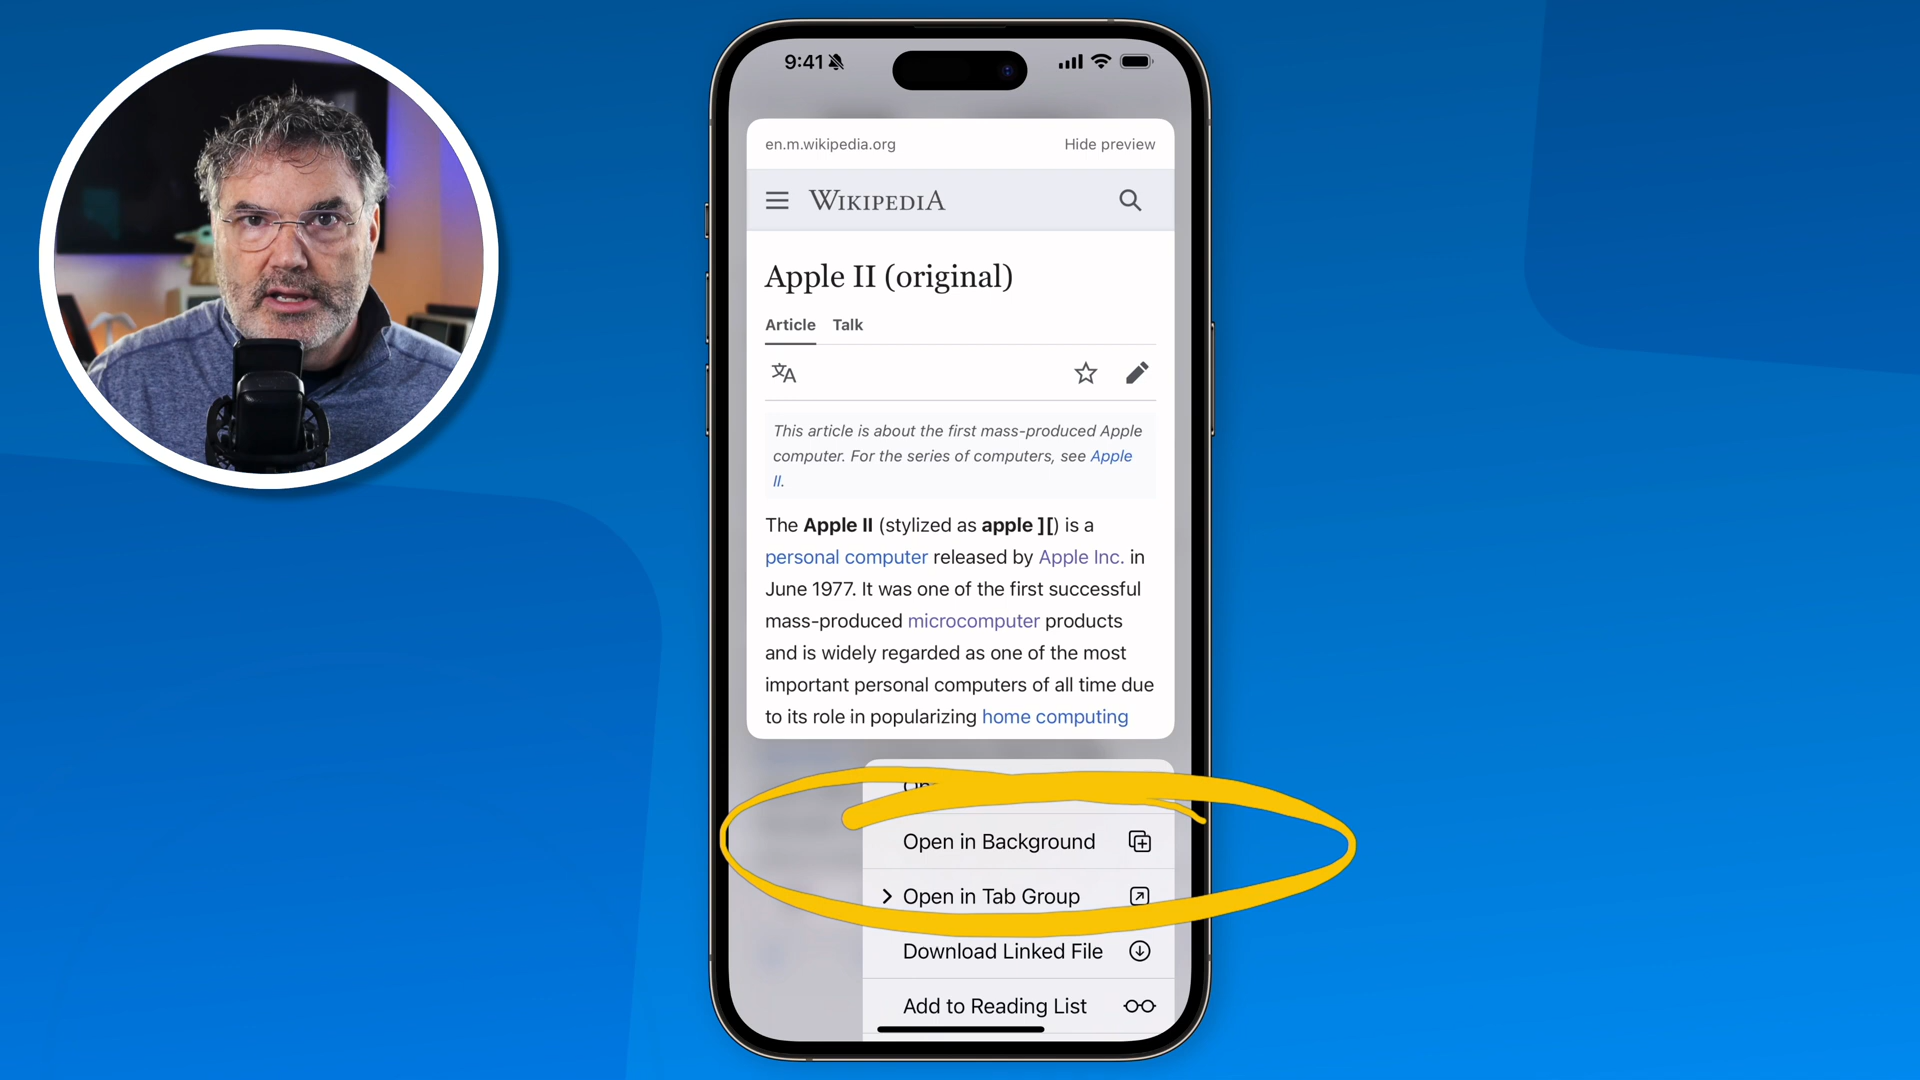 9:41
en.m.wikipedia.org
Hide preview
WIKIPEDIA
Apple II (original)
Article
Talk
This article is about the first mass-produced Apple
computer. For the series of computers, see Apple
II.
The Apple II (stylized as apple ][) is a
personal computer released by Apple Inc. in
June 1977. It was one of the first successful
mass-produced microcomputer products
and is widely regarded as one of the most
important personal computers of all time due
to its role in popularizing home computing
Open in Background
Open in Tab Group
Download Linked File
Add to Reading List